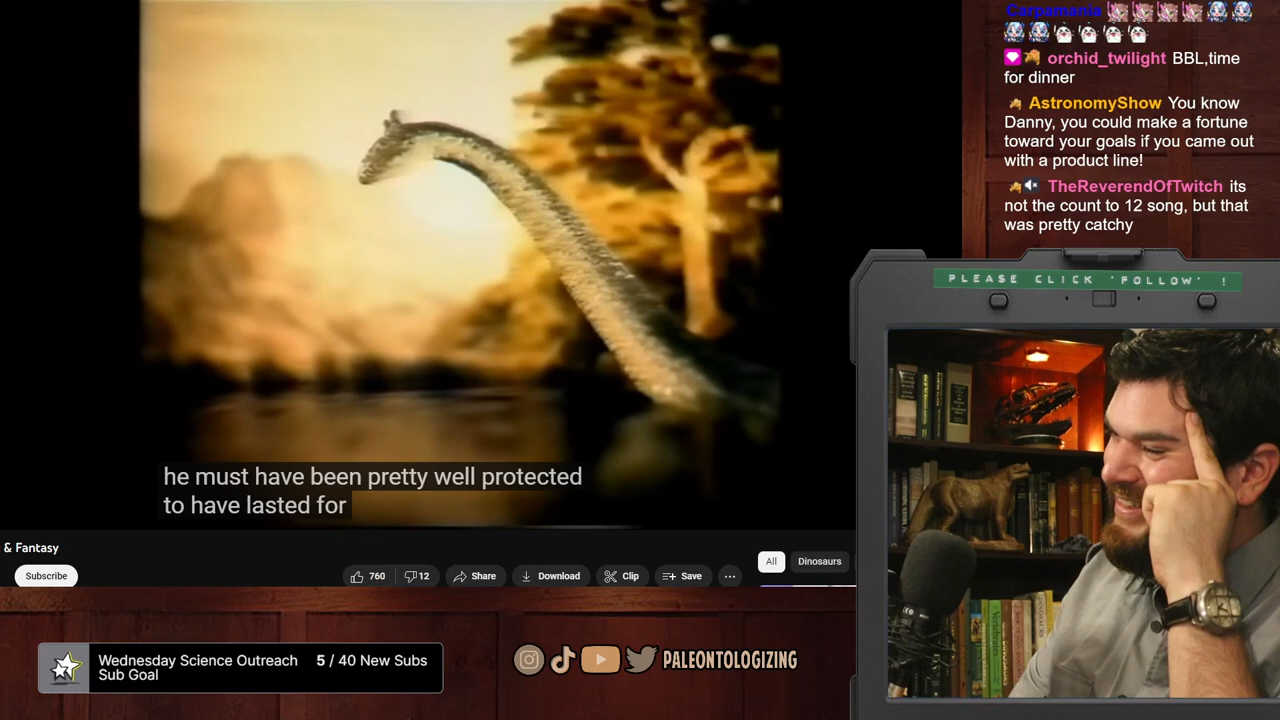 Carpamania
orchid_twilight BBL,time
for dinner
AstronomyShow You know
Danny, you could make a fortune
toward your goals if you came out
with a product line!
TheReverendOfTwitch its
not the count to 12 song, but that
was pretty catchy
PLEASE CLICK 'FOLLOW' !
he must have been pretty well protected
to have lasted for
& Fantasy
Subscribe
760
12
Share
Download
Clip
Save
...
All
Dinosaurs
Wednesday Science Outreach 5 / 40 New Subs
Sub Goal
PALEONTOLOGIZING